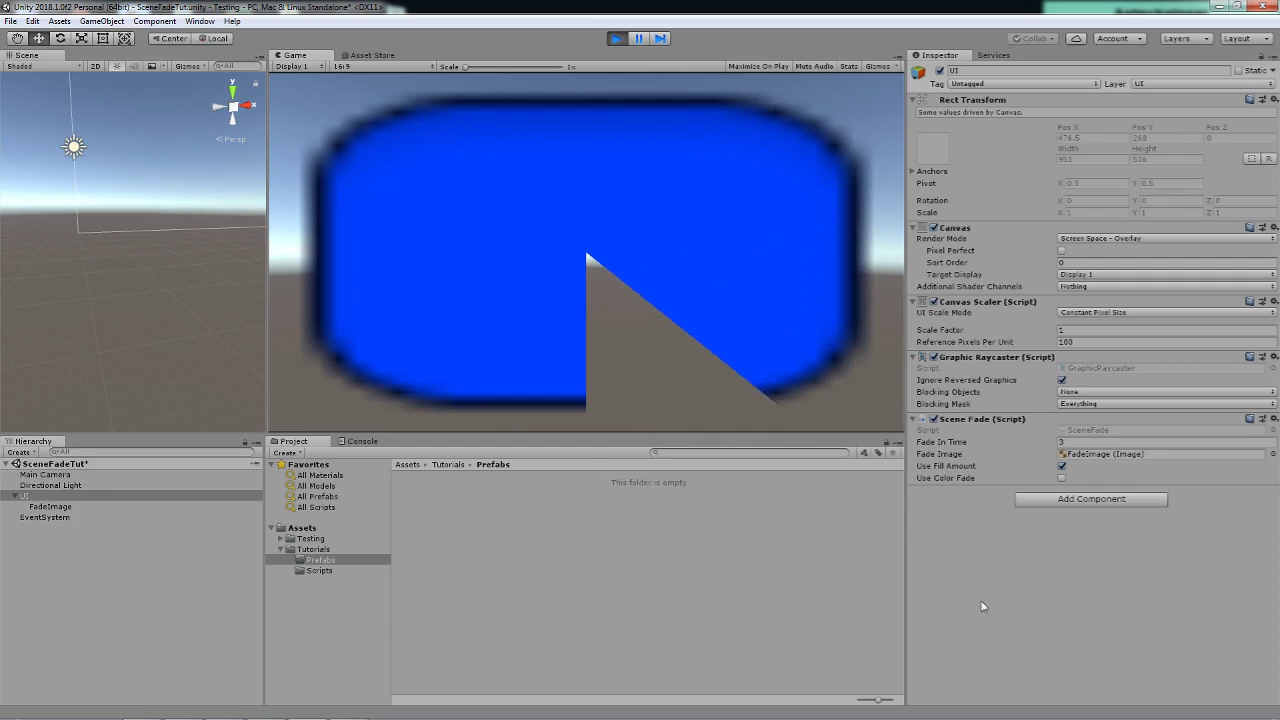 Unity 2018.1.0f2 Personal (64bit) - SceneFadeTut.unity - Testing - PC, Mac & Linux Standalone* <DX11>
File Edit Assets GameObject Component Window Help
Center Local Collab Account Layers Layout
Scene Game Asset Store Inspector Services
Shaded 2D Gizmos All Display 1 16:9 Scale 1x Maximize On Play Mute Audio Stats Gizmos
UI Static
Tag Untagged Layer UI
Rect Transform
Some values driven by Canvas.
Pos X Pos Y Pos Z
476.5 268 0
Width Height
953 536
R
Anchors
Pivot X 0.5 Y 0.5
Rotation X 0 Y 0 Z 0
Scale X 1 Y 1 Z 1
y
x
Persp
Canvas
Render Mode Screen Space - Overlay
Pixel Perfect
Sort Order 0
Target Display Display 1
Additional Shader Channels Nothing
Canvas Scaler (Script)
UI Scale Mode Constant Pixel Size
Scale Factor 1
Reference Pixels Per Unit 100
Graphic Raycaster (Script)
Script GraphicRaycaster
Ignore Reversed Graphics
Blocking Objects None
Blocking Mask Everything
Scene Fade (Script)
Script SceneFade
Fade In Time 3
Fade Image FadeImage (Image)
Use Fill Amount
Use Color Fade
Add Component
Hierarchy
Create All
SceneFadeTut*
Main Camera
Directional Light
UI
FadeImage
EventSystem
Project Console
Create
Favorites
All Materials
All Models
All Prefabs
All Scripts
Assets
Testing
Tutorials
Prefabs
Scripts
Assets Tutorials Prefabs
This folder is empty